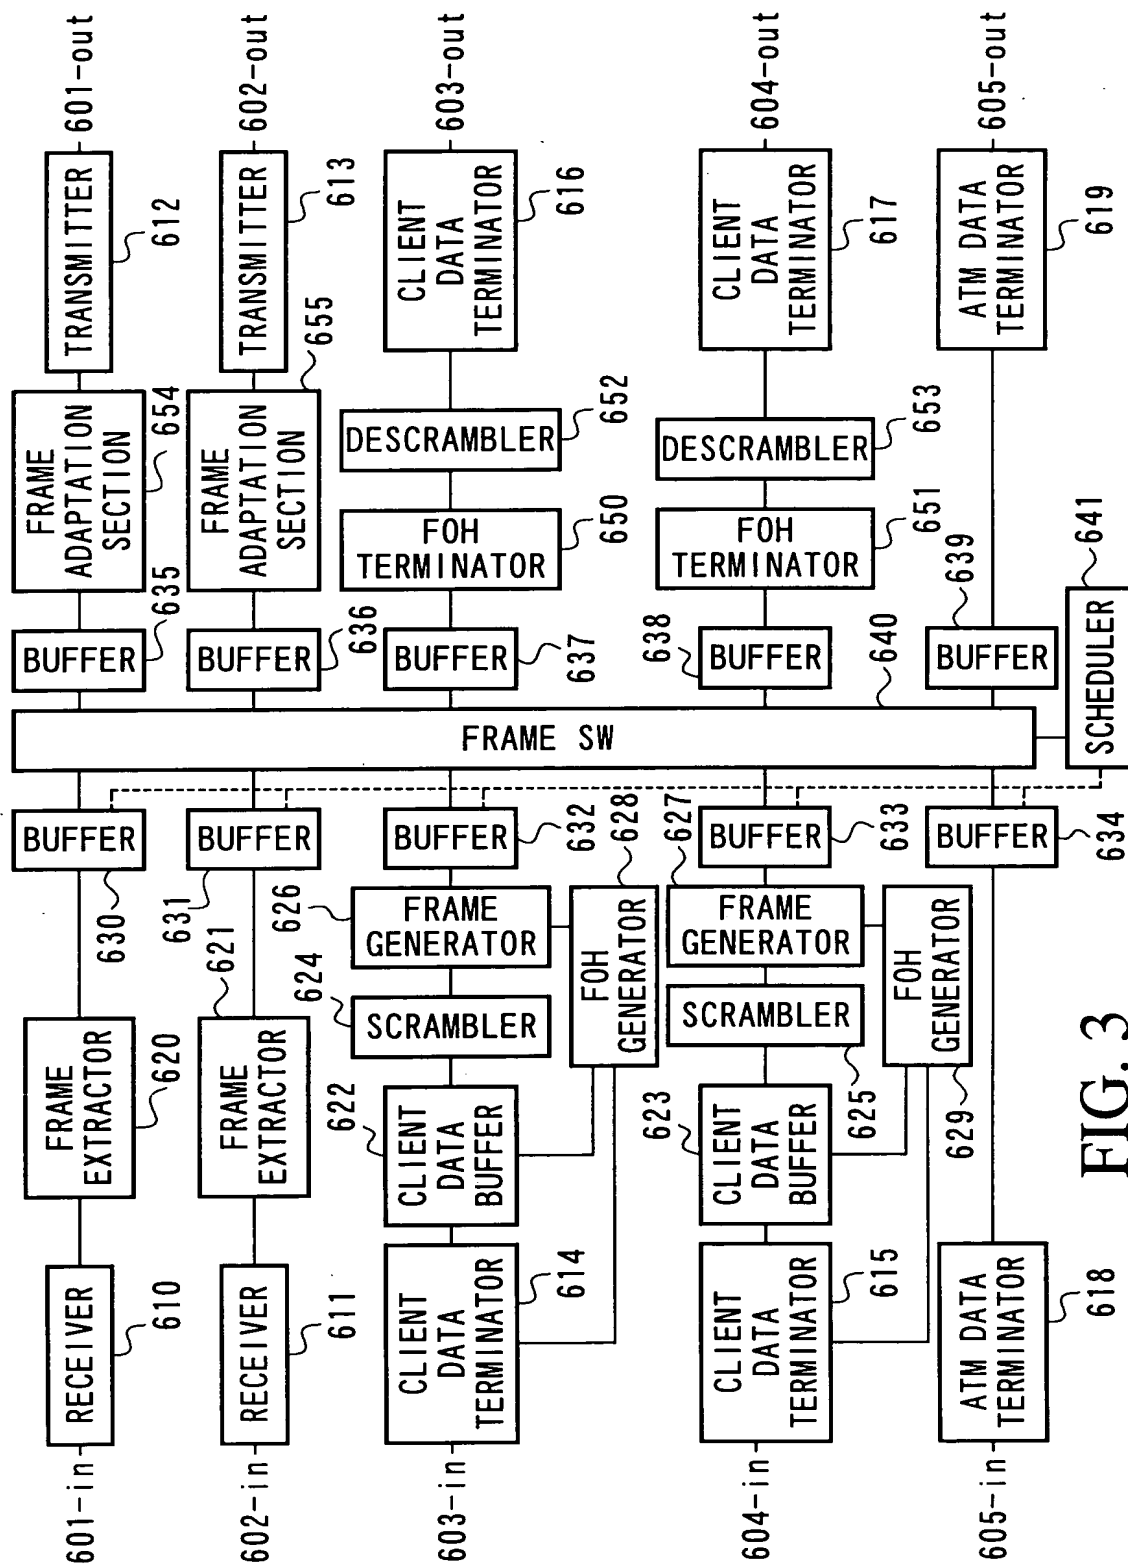 601-in
RECEIVER
610
FRAME
EXTRACTOR
620
BUFFER
630
BUFFER
635
FRAME
ADAPTATION
SECTION
654
TRANSMITTER
612
601-out
602-in
RECEIVER
611
FRAME
EXTRACTOR
621
BUFFER
631
BUFFER
636
FRAME
ADAPTATION
SECTION
655
TRANSMITTER
613
602-out
603-in
CLIENT
DATA
TERMINATOR
614
CLIENT
DATA
BUFFER
622
SCRAMBLER
624
FRAME
GENERATOR
626
FOH
GENERATOR
628
BUFFER
632
FRAME SW
640
BUFFER
637
FOH
TERMINATOR
650
DESCRAMBLER
652
CLIENT
DATA
TERMINATOR
616
603-out
604-in
CLIENT
DATA
TERMINATOR
615
CLIENT
DATA
BUFFER
623
SCRAMBLER
625
FRAME
GENERATOR
627
FOH
GENERATOR
629
BUFFER
633
BUFFER
638
FOH
TERMINATOR
651
DESCRAMBLER
653
CLIENT
DATA
TERMINATOR
617
604-out
605-in
ATM DATA
TERMINATOR
618
BUFFER
634
BUFFER
639
ATM DATA
TERMINATOR
619
605-out
SCHEDULER
641
FIG. 3